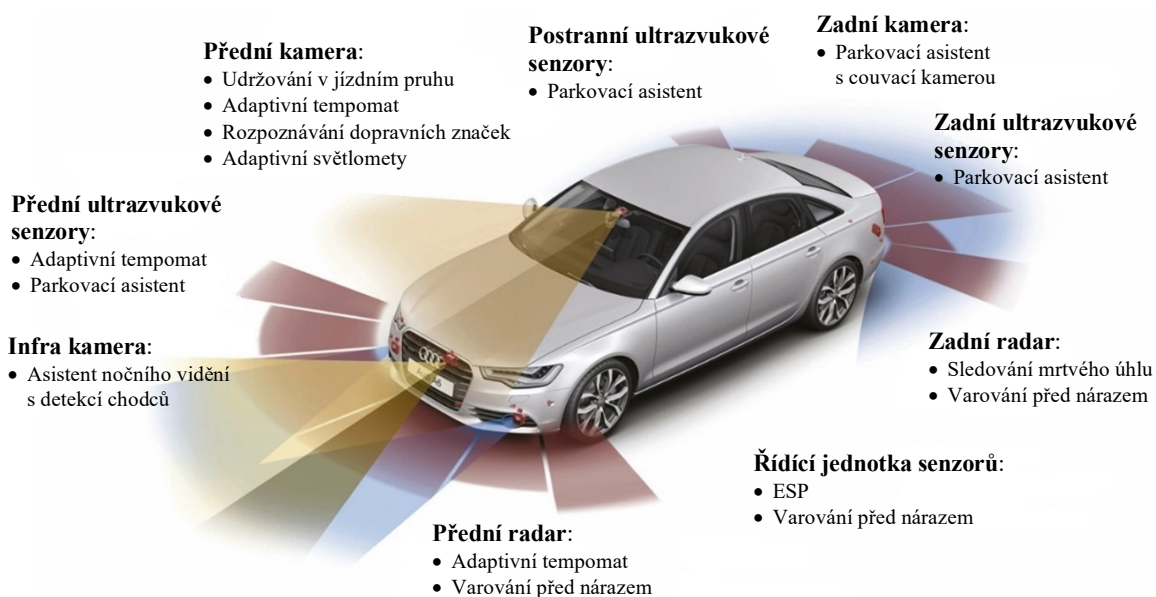 Přední kamera:
• Udržování v jízdním pruhu
• Adaptivní tempomat
• Rozpoznávání dopravních značek
• Adaptivní světlomety
Postranní ultrazvukové
senzory:
• Parkovací asistent
Zadní kamera:
• Parkovací asistent
s couvací kamerou
Zadní ultrazvukové
senzory:
• Parkovací asistent
Přední ultrazvukové
senzory:
• Adaptivní tempomat
• Parkovací asistent
Infra kamera:
• Asistent nočního vidění
s detekcí chodců
Zadní radar:
• Sledování mrtvého úhlu
• Varování před nárazem
Řídící jednotka senzorů:
• ESP
• Varování před nárazem
Přední radar:
• Adaptivní tempomat
• Varování před nárazem